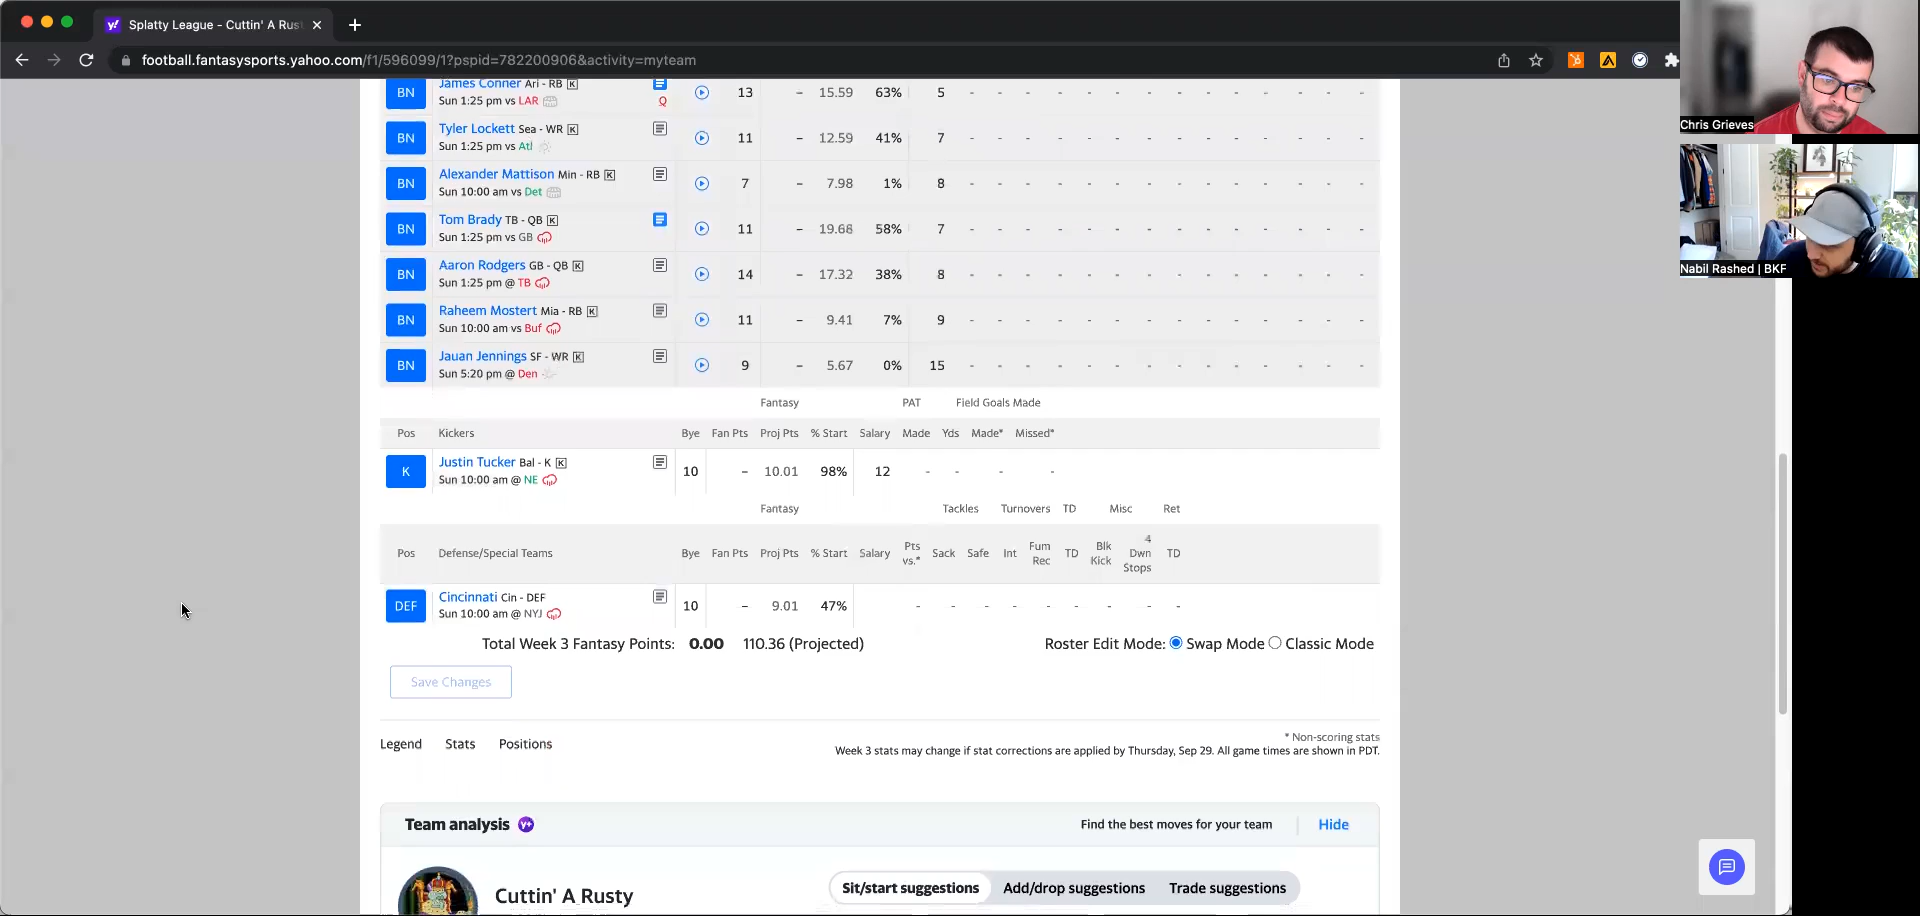 Splatty League - Cuttin' A Rus
football.fantasysports.yahoo.com/f1/596099/1?pspid=782200906&activity=myteam
Chris Grieves
Nabil Rashed | BKF
BN James Conner Ari - RB K 13 – 15.59 63% 5 - - - - - - - - - - - - - - -
Sun 1:25 pm vs LAR Q
BN Tyler Lockett Sea - WR K 11 – 12.59 41% 7 - - - - - - - - - - - - - - -
Sun 1:25 pm vs Atl
BN Alexander Mattison Min - RB K 7 – 7.98 1% 8 - - - - - - - - - - - - - - -
Sun 10:00 am vs Det
BN Tom Brady TB - QB K 11 – 19.68 58% 7 - - - - - - - - - - - - - - -
Sun 1:25 pm vs GB
BN Aaron Rodgers GB - QB K 14 – 17.32 38% 8 - - - - - - - - - - - - - - -
Sun 1:25 pm @ TB
BN Raheem Mostert Mia - RB K 11 – 9.41 7% 9 - - - - - - - - - - - - - - -
Sun 10:00 am vs Buf
BN Jauan Jennings SF - WR K 9 – 5.67 0% 15 - - - - - - - - - - - - - - -
Sun 5:20 pm @ Den
Fantasy PAT Field Goals Made
Pos Kickers Bye Fan Pts Proj Pts % Start Salary Made Yds Made* Missed*
K Justin Tucker Bal - K K 10 – 10.01 98% 12 - - - -
Sun 10:00 am @ NE
Fantasy Tackles Turnovers TD Misc Ret
Pos Defense/Special Teams Bye Fan Pts Proj Pts % Start Salary Pts vs.* Sack Safe Int Fum Rec TD Blk Kick 4 Dwn Stops TD
DEF Cincinnati Cin - DEF 10 – 9.01 47% - - - - - - - - -
Sun 10:00 am @ NYJ
Total Week 3 Fantasy Points: 0.00 110.36 (Projected) Roster Edit Mode: Swap Mode Classic Mode
Save Changes
Legend Stats Positions
* Non-scoring stats
Week 3 stats may change if stat corrections are applied by Thursday, Sep 29. All game times are shown in PDT.
Team analysis y+ Find the best moves for your team Hide
Cuttin' A Rusty Sit/start suggestions Add/drop suggestions Trade suggestions